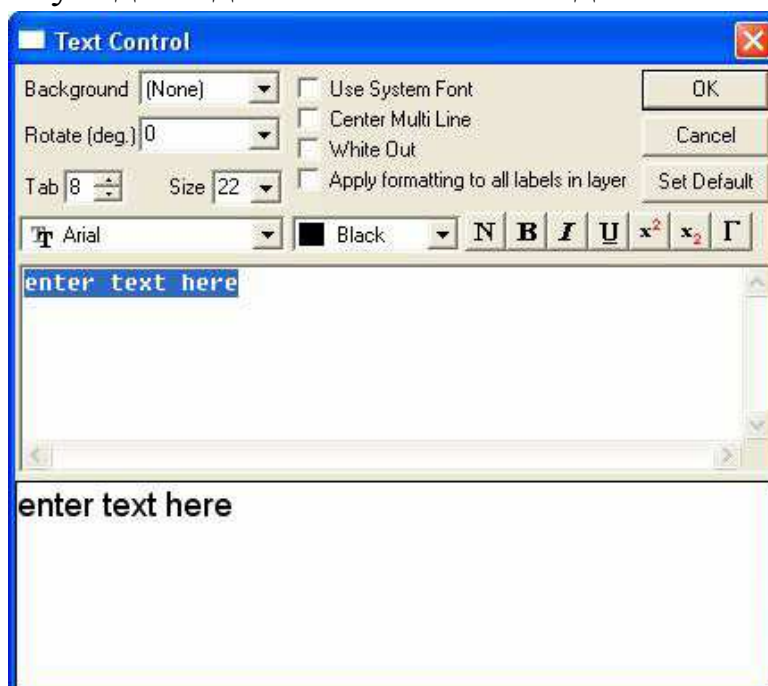 Text Control
Background (None) Use System Font OK
Center Multi Line
Rotate (deg.) 0 White Out Cancel
Tab 8 Size 22 Apply formatting to all labels in layer Set Default
Arial Black N B I U x² x₂ Γ
enter text here
enter text here